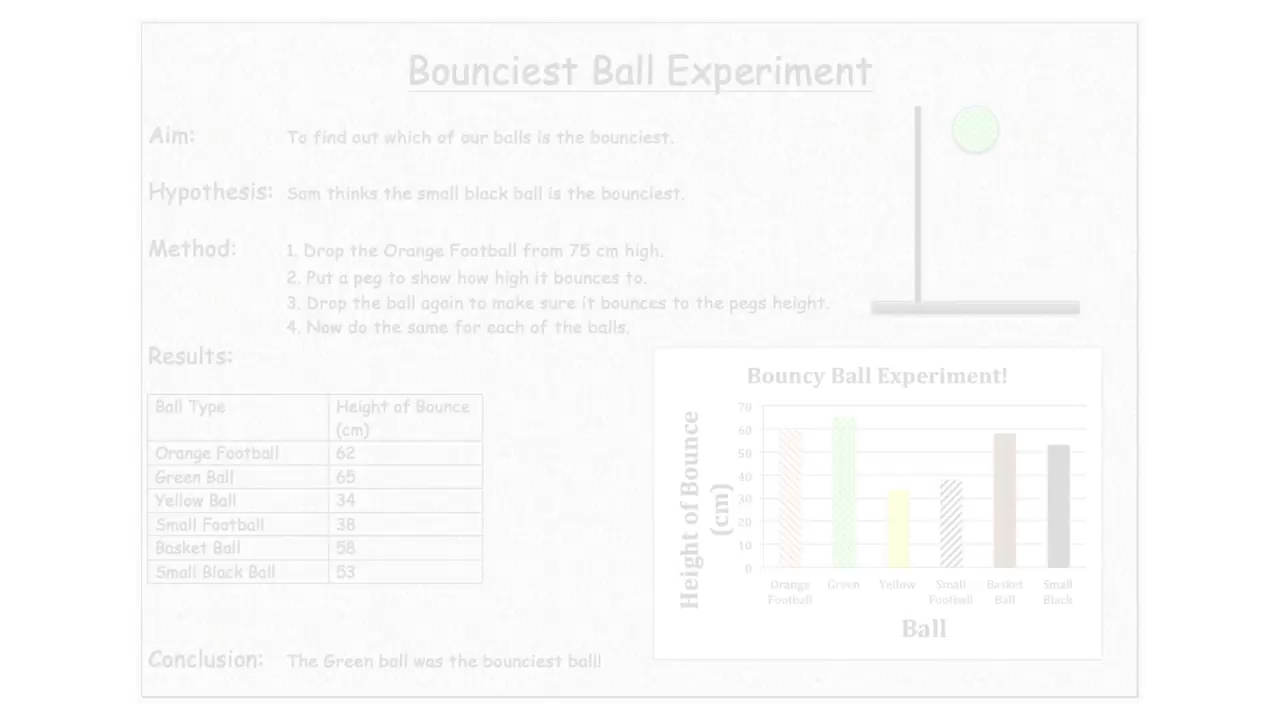 Bounciest Ball Experiment
Aim: To find out which of our balls is the bounciest.
Hypothesis: Sam thinks the small black ball is the bounciest.
Method: 1. Drop the Orange Football from 75 cm high.
2. Put a peg to show how high it bounces to.
3. Drop the ball again to make sure it bounces to the pegs height.
4. Now do the same for each of the balls.
Results:
Ball Type Height of Bounce
(cm)
Orange Football 62
Green Ball 65
Yellow Ball 34
Small Football 38
Basket Ball 58
Small Black Ball 53
Bouncy Ball Experiment!
Height of Bounce
(cm)
70
60
50
40
30
20
10
0
Orange Green Yellow Small Basket Small
Football Football Ball Black
Ball
Conclusion: The Green ball was the bounciest ball!